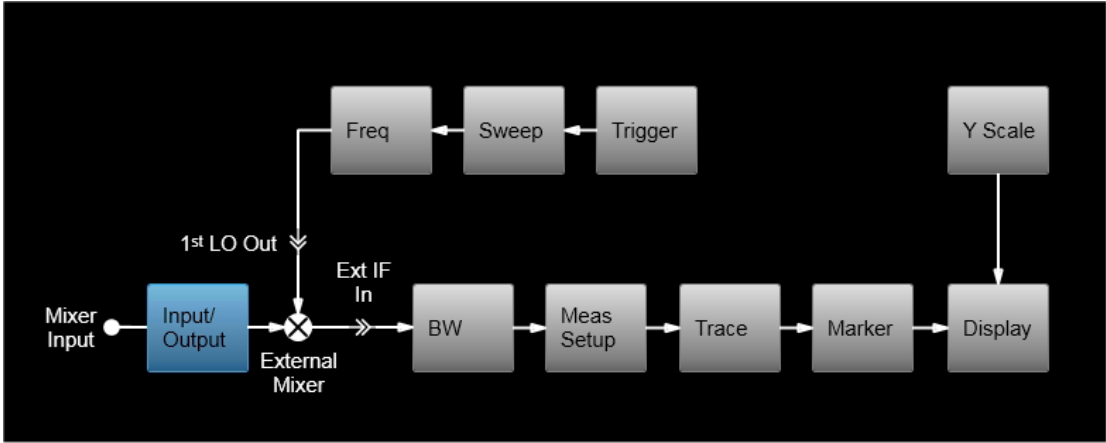 Freq
Sweep
Trigger
Y Scale
1st LO Out
Ext IF
In
Mixer
Input
Input/
Output
External
Mixer
BW
Meas
Setup
Trace
Marker
Display